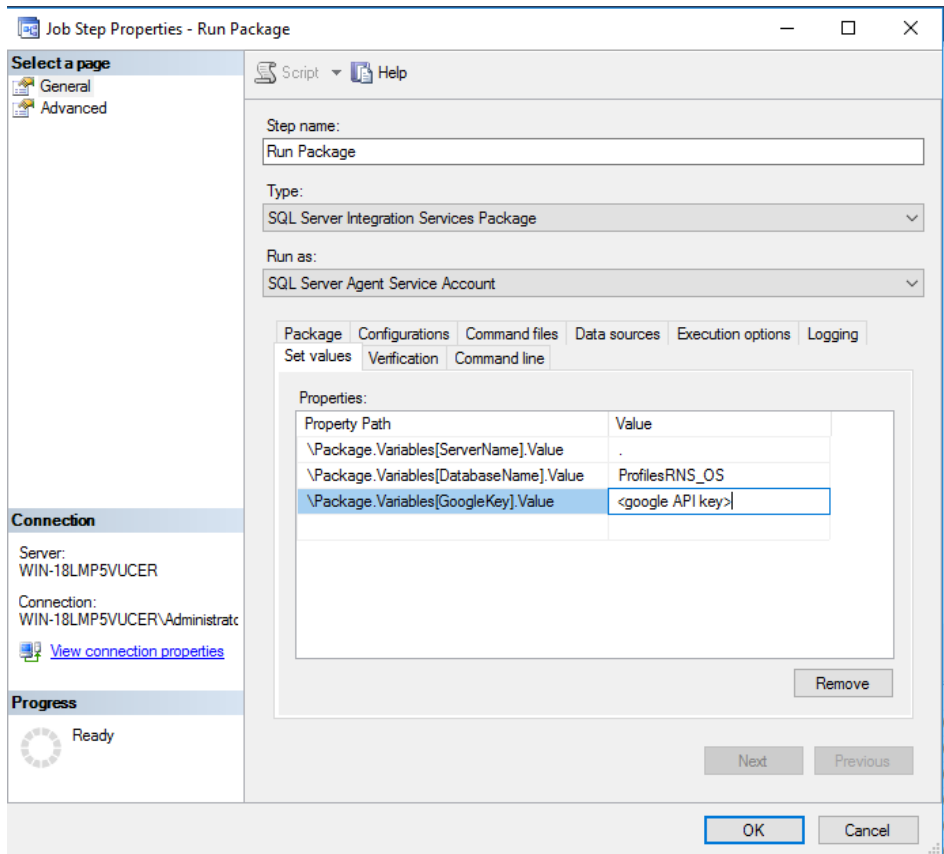 Job Step Properties - Run Package
Select a page
General
Advanced
Script
Help
Step name:
Run Package
Type:
SQL Server Integration Services Package
Run as:
SQL Server Agent Service Account
Package Configurations Command files Data sources Execution options Logging
Set values Verification Command line
Properties:
Property Path Value
\Package.Variables[ServerName].Value .
\Package.Variables[DatabaseName].Value ProfilesRNS_OS
\Package.Variables[GoogleKey].Value <google API key>
Remove
Connection
Server:
WIN-18LMP5VUCER
Connection:
WIN-18LMP5VUCER\Administratc
View connection properties
Progress
Ready
Next Previous
OK Cancel